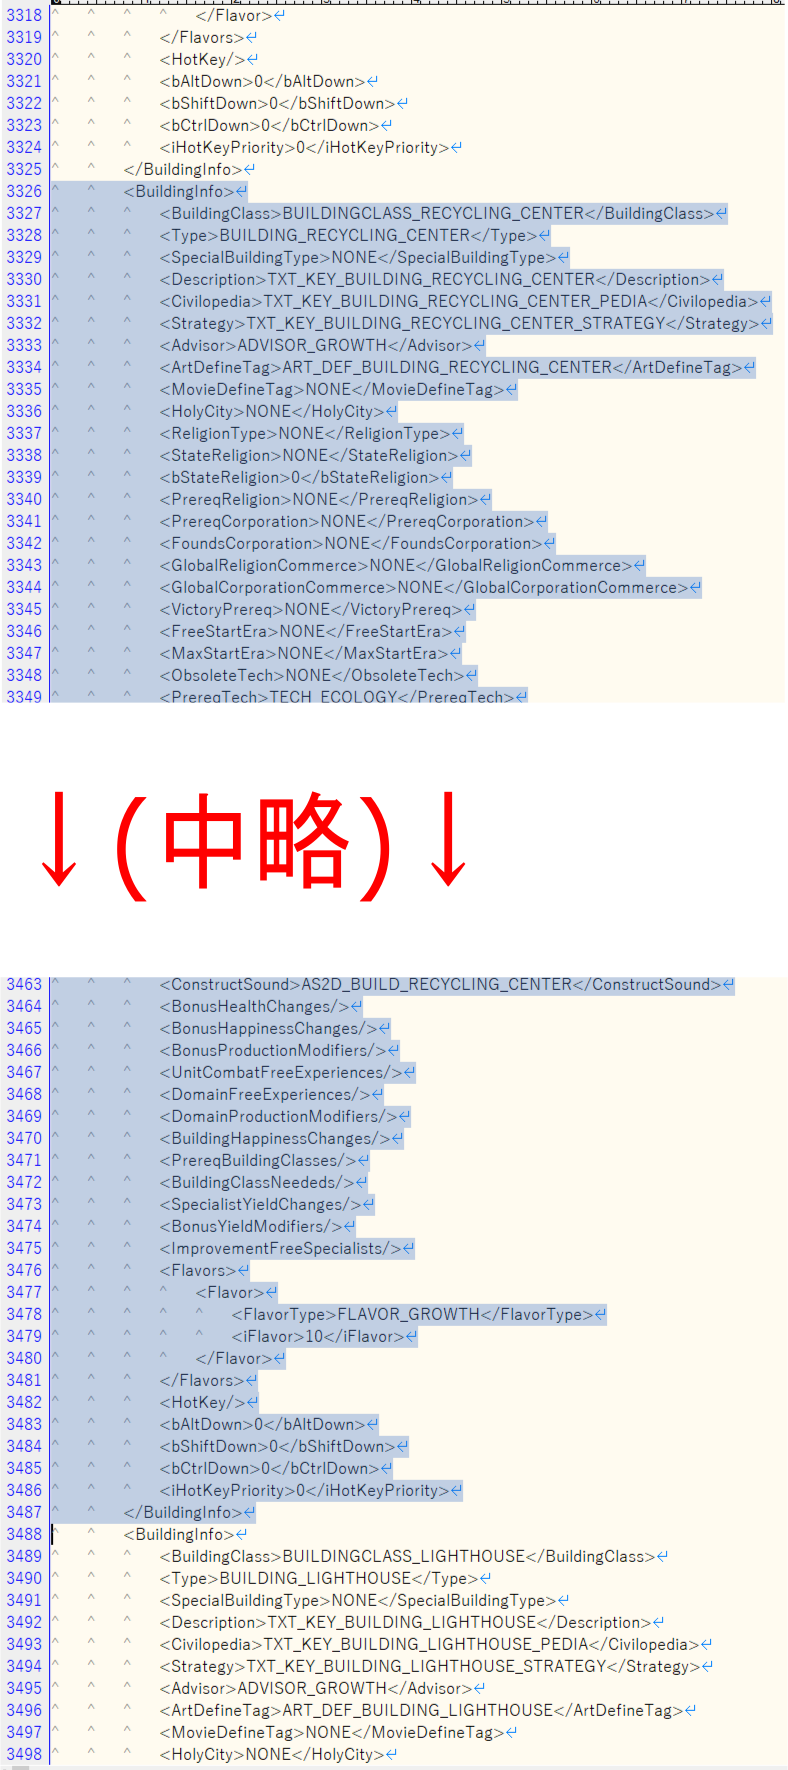 3318 ^ ^ ^ ^ </Flavor>↵
3319 ^ ^ ^ </Flavors>↵
3320 ^ ^ ^ <HotKey/>↵
3321 ^ ^ ^ <bAltDown>0</bAltDown>↵
3322 ^ ^ ^ <bShiftDown>0</bShiftDown>↵
3323 ^ ^ ^ <bCtrlDown>0</bCtrlDown>↵
3324 ^ ^ ^ <iHotKeyPriority>0</iHotKeyPriority>↵
3325 ^ ^ </BuildingInfo>↵
3326 ^ ^ <BuildingInfo>↵
3327 ^ ^ ^ <BuildingClass>BUILDINGCLASS_RECYCLING_CENTER</BuildingClass>↵
3328 ^ ^ ^ <Type>BUILDING_RECYCLING_CENTER</Type>↵
3329 ^ ^ ^ <SpecialBuildingType>NONE</SpecialBuildingType>↵
3330 ^ ^ ^ <Description>TXT_KEY_BUILDING_RECYCLING_CENTER</Description>↵
3331 ^ ^ ^ <Civilopedia>TXT_KEY_BUILDING_RECYCLING_CENTER_PEDIA</Civilopedia>↵
3332 ^ ^ ^ <Strategy>TXT_KEY_BUILDING_RECYCLING_CENTER_STRATEGY</Strategy>↵
3333 ^ ^ ^ <Advisor>ADVISOR_GROWTH</Advisor>↵
3334 ^ ^ ^ <ArtDefineTag>ART_DEF_BUILDING_RECYCLING_CENTER</ArtDefineTag>↵
3335 ^ ^ ^ <MovieDefineTag>NONE</MovieDefineTag>↵
3336 ^ ^ ^ <HolyCity>NONE</HolyCity>↵
3337 ^ ^ ^ <ReligionType>NONE</ReligionType>↵
3338 ^ ^ ^ <StateReligion>NONE</StateReligion>↵
3339 ^ ^ ^ <bStateReligion>0</bStateReligion>↵
3340 ^ ^ ^ <PrereqReligion>NONE</PrereqReligion>↵
3341 ^ ^ ^ <PrereqCorporation>NONE</PrereqCorporation>↵
3342 ^ ^ ^ <FoundsCorporation>NONE</FoundsCorporation>↵
3343 ^ ^ ^ <GlobalReligionCommerce>NONE</GlobalReligionCommerce>↵
3344 ^ ^ ^ <GlobalCorporationCommerce>NONE</GlobalCorporationCommerce>↵
3345 ^ ^ ^ <VictoryPrereq>NONE</VictoryPrereq>↵
3346 ^ ^ ^ <FreeStartEra>NONE</FreeStartEra>↵
3347 ^ ^ ^ <MaxStartEra>NONE</MaxStartEra>↵
3348 ^ ^ ^ <ObsoleteTech>NONE</ObsoleteTech>↵
3349 ^ ^ ^ <PrereqTech>TECH_ECOLOGY</PrereqTech>↵
↓(中略)↓
3463 ^ ^ ^ <ConstructSound>AS2D_BUILD_RECYCLING_CENTER</ConstructSound>↵
3464 ^ ^ ^ <BonusHealthChanges/>↵
3465 ^ ^ ^ <BonusHappinessChanges/>↵
3466 ^ ^ ^ <BonusProductionModifiers/>↵
3467 ^ ^ ^ <UnitCombatFreeExperiences/>↵
3468 ^ ^ ^ <DomainFreeExperiences/>↵
3469 ^ ^ ^ <DomainProductionModifiers/>↵
3470 ^ ^ ^ <BuildingHappinessChanges/>↵
3471 ^ ^ ^ <PrereqBuildingClasses/>↵
3472 ^ ^ ^ <BuildingClassNeededs/>↵
3473 ^ ^ ^ <SpecialistYieldChanges/>↵
3474 ^ ^ ^ <BonusYieldModifiers/>↵
3475 ^ ^ ^ <ImprovementFreeSpecialists/>↵
3476 ^ ^ ^ <Flavors>↵
3477 ^ ^ ^ ^ <Flavor>↵
3478 ^ ^ ^ ^ ^ <FlavorType>FLAVOR_GROWTH</FlavorType>↵
3479 ^ ^ ^ ^ ^ <iFlavor>10</iFlavor>↵
3480 ^ ^ ^ ^ </Flavor>↵
3481 ^ ^ ^ </Flavors>↵
3482 ^ ^ ^ <HotKey/>↵
3483 ^ ^ ^ <bAltDown>0</bAltDown>↵
3484 ^ ^ ^ <bShiftDown>0</bShiftDown>↵
3485 ^ ^ ^ <bCtrlDown>0</bCtrlDown>↵
3486 ^ ^ ^ <iHotKeyPriority>0</iHotKeyPriority>↵
3487 ^ ^ </BuildingInfo>↵
3488 ^ ^ <BuildingInfo>↵
3489 ^ ^ ^ <BuildingClass>BUILDINGCLASS_LIGHTHOUSE</BuildingClass>↵
3490 ^ ^ ^ <Type>BUILDING_LIGHTHOUSE</Type>↵
3491 ^ ^ ^ <SpecialBuildingType>NONE</SpecialBuildingType>↵
3492 ^ ^ ^ <Description>TXT_KEY_BUILDING_LIGHTHOUSE</Description>↵
3493 ^ ^ ^ <Civilopedia>TXT_KEY_BUILDING_LIGHTHOUSE_PEDIA</Civilopedia>↵
3494 ^ ^ ^ <Strategy>TXT_KEY_BUILDING_LIGHTHOUSE_STRATEGY</Strategy>↵
3495 ^ ^ ^ <Advisor>ADVISOR_GROWTH</Advisor>↵
3496 ^ ^ ^ <ArtDefineTag>ART_DEF_BUILDING_LIGHTHOUSE</ArtDefineTag>↵
3497 ^ ^ ^ <MovieDefineTag>NONE</MovieDefineTag>↵
3498 ^ ^ ^ <HolyCity>NONE</HolyCity>↵